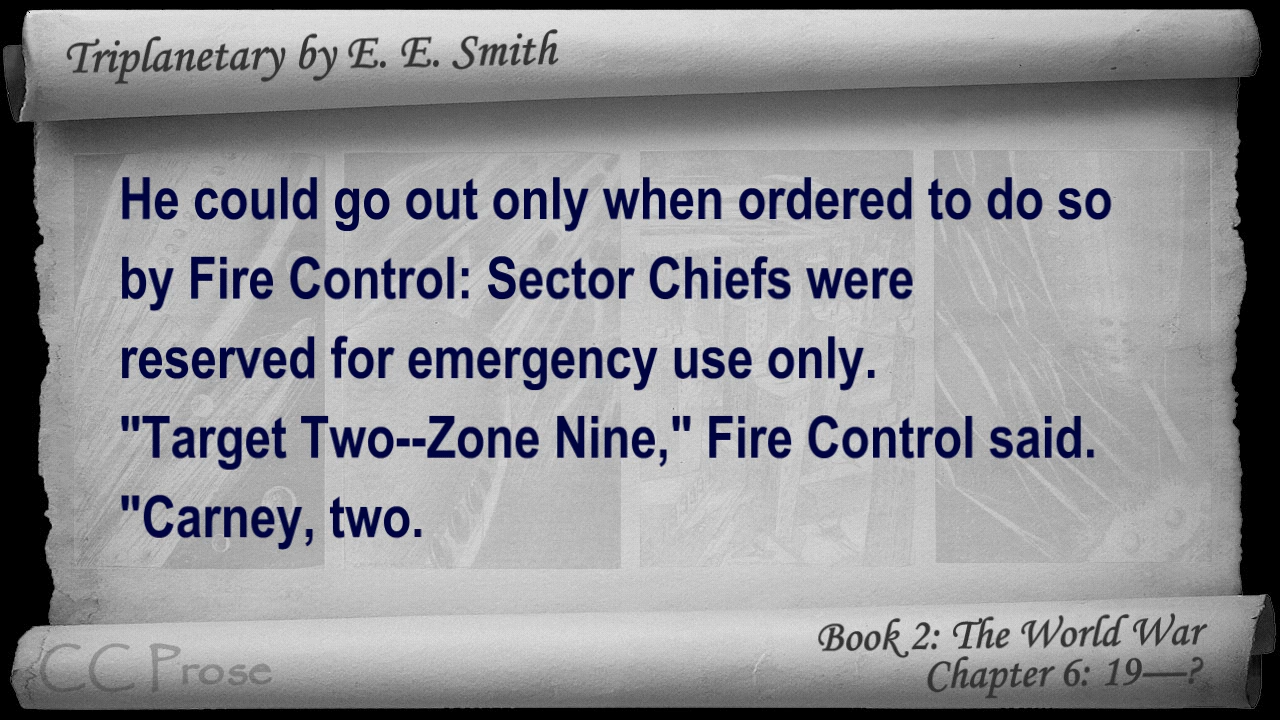 Triplanetary by E. E. Smith
He could go out only when ordered to do so
by Fire Control: Sector Chiefs were
reserved for emergency use only.
"Target Two--Zone Nine," Fire Control said.
"Carney, two.
CC Prose
Book 2: The World War
Chapter 6: 19—?